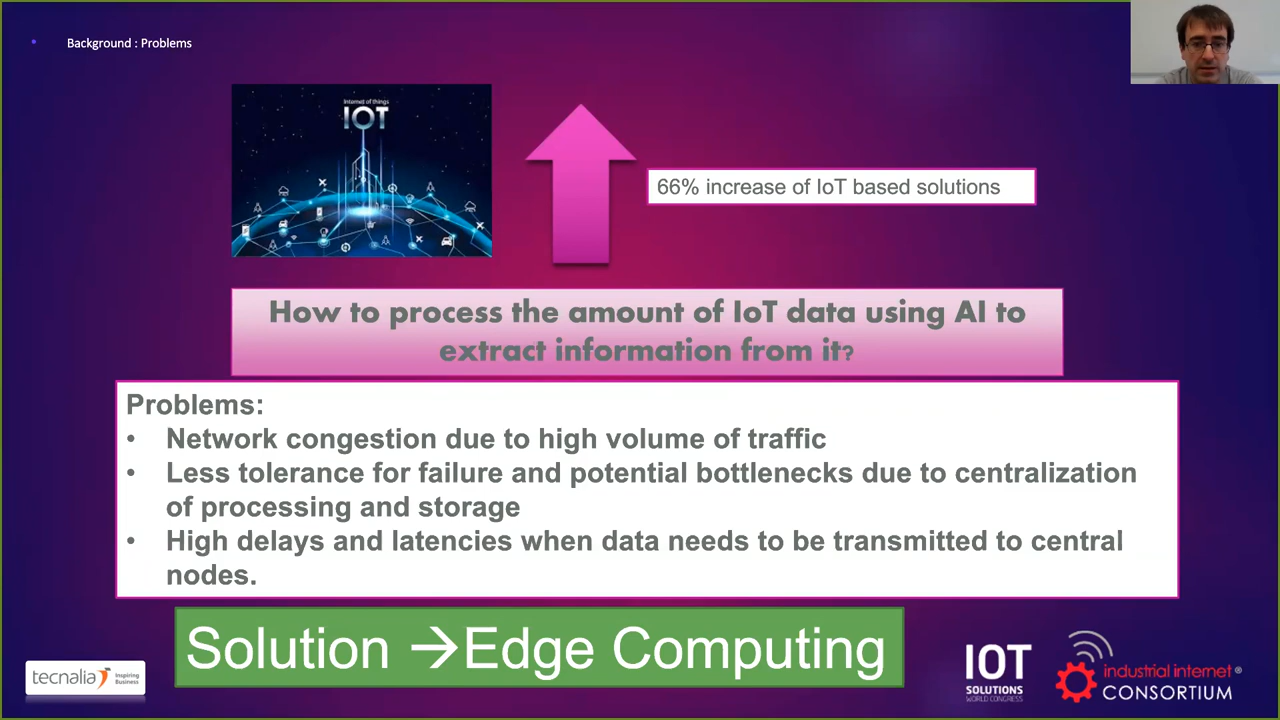 • Background : Problems
Internet of things
IOT
66% increase of IoT based solutions
How to process the amount of IoT data using AI to
extract information from it?
Problems:
• Network congestion due to high volume of traffic
• Less tolerance for failure and potential bottlenecks due to centralization
of processing and storage
• High delays and latencies when data needs to be transmitted to central
nodes.
Solution →Edge Computing
tecnalia Inspiring
Business
IOT
SOLUTIONS
WORLD CONGRESS
industrial internet®
CONSORTIUM